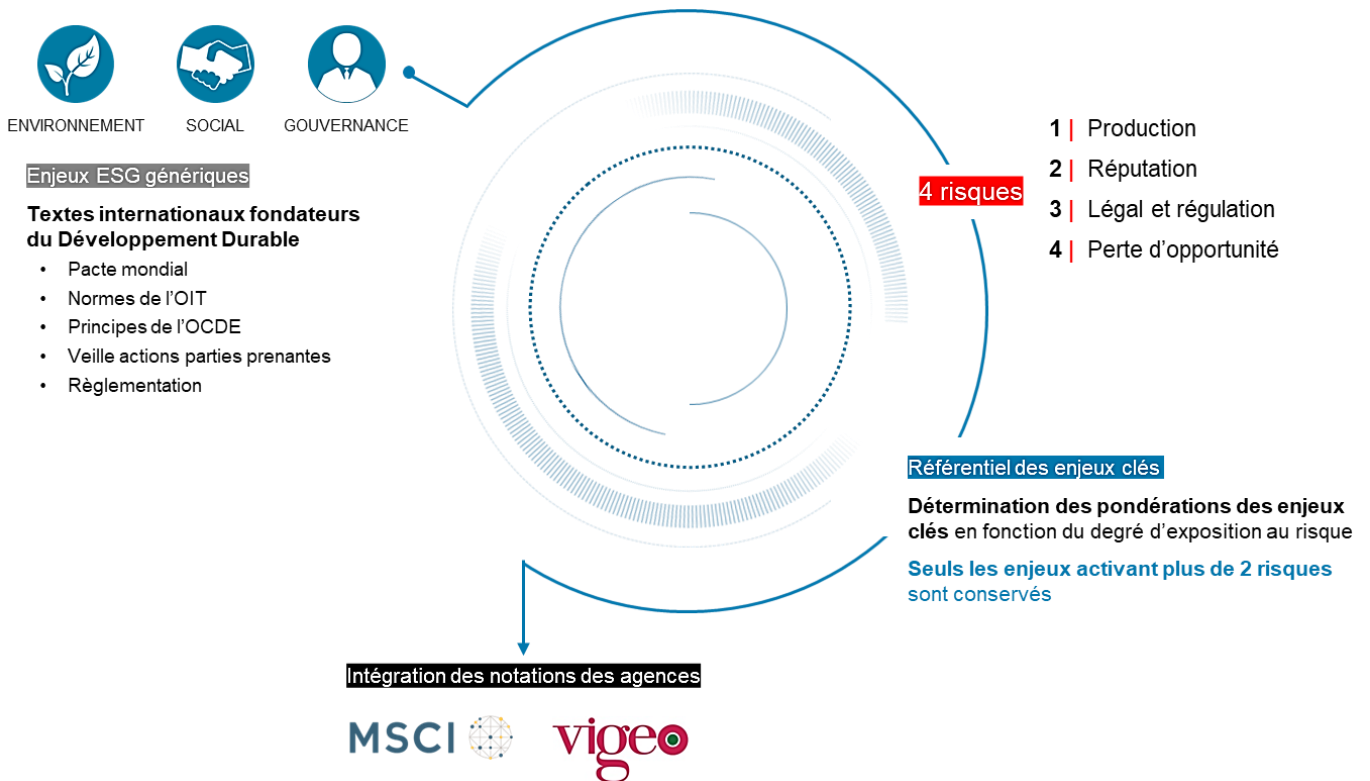 ENVIRONNEMENT
SOCIAL
GOUVERNANCE
Enjeux ESG génériques
Textes internationaux fondateurs
du Développement Durable
• Pacte mondial
• Normes de l'OIT
• Principes de l'OCDE
• Veille actions parties prenantes
• Règlementation
4 risques
1 | Production
2 | Réputation
3 | Légal et régulation
4 | Perte d'opportunité
Référentiel des enjeux clés
Détermination des pondérations des enjeux
clés en fonction du degré d'exposition au risque
Seuls les enjeux activant plus de 2 risques
sont conservés
Intégration des notations des agences
MSCI
vigeo